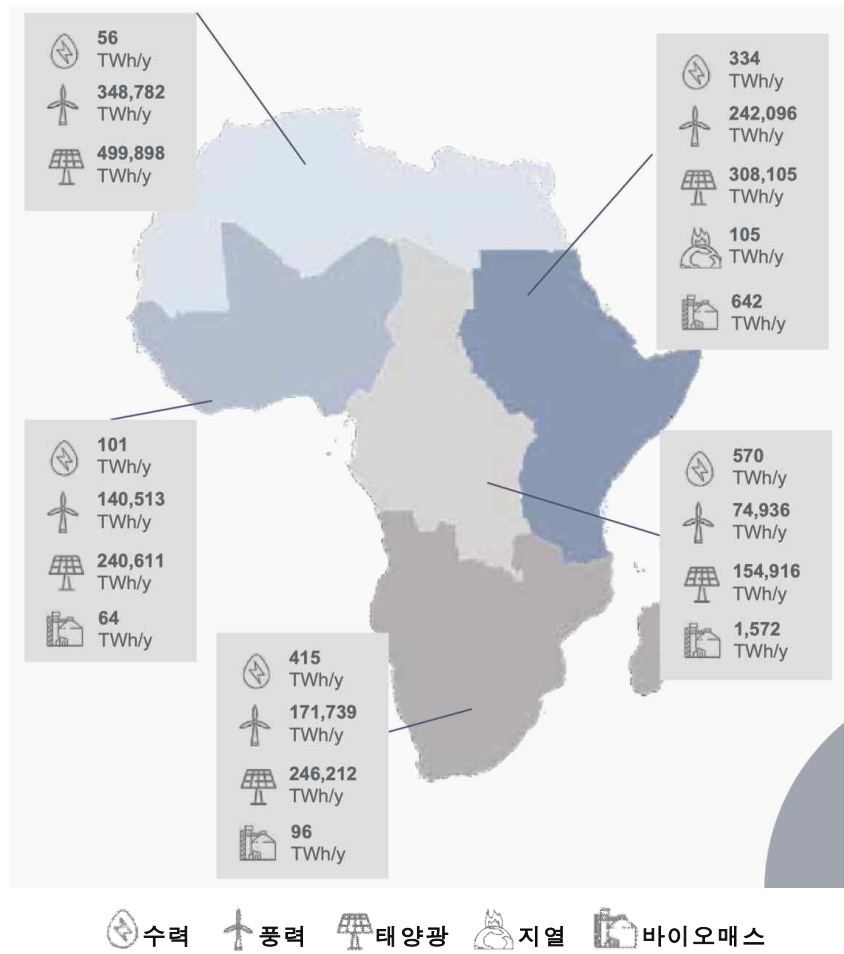 56
TWh/y
348,782
TWh/y
499,898
TWh/y
334
TWh/y
242,096
TWh/y
308,105
TWh/y
105
TWh/y
642
TWh/y
101
TWh/y
140,513
TWh/y
240,611
TWh/y
64
TWh/y
570
TWh/y
74,936
TWh/y
154,916
TWh/y
1,572
TWh/y
415
TWh/y
171,739
TWh/y
246,212
TWh/y
96
TWh/y
수력 풍력 태양광 지열 바이오매스